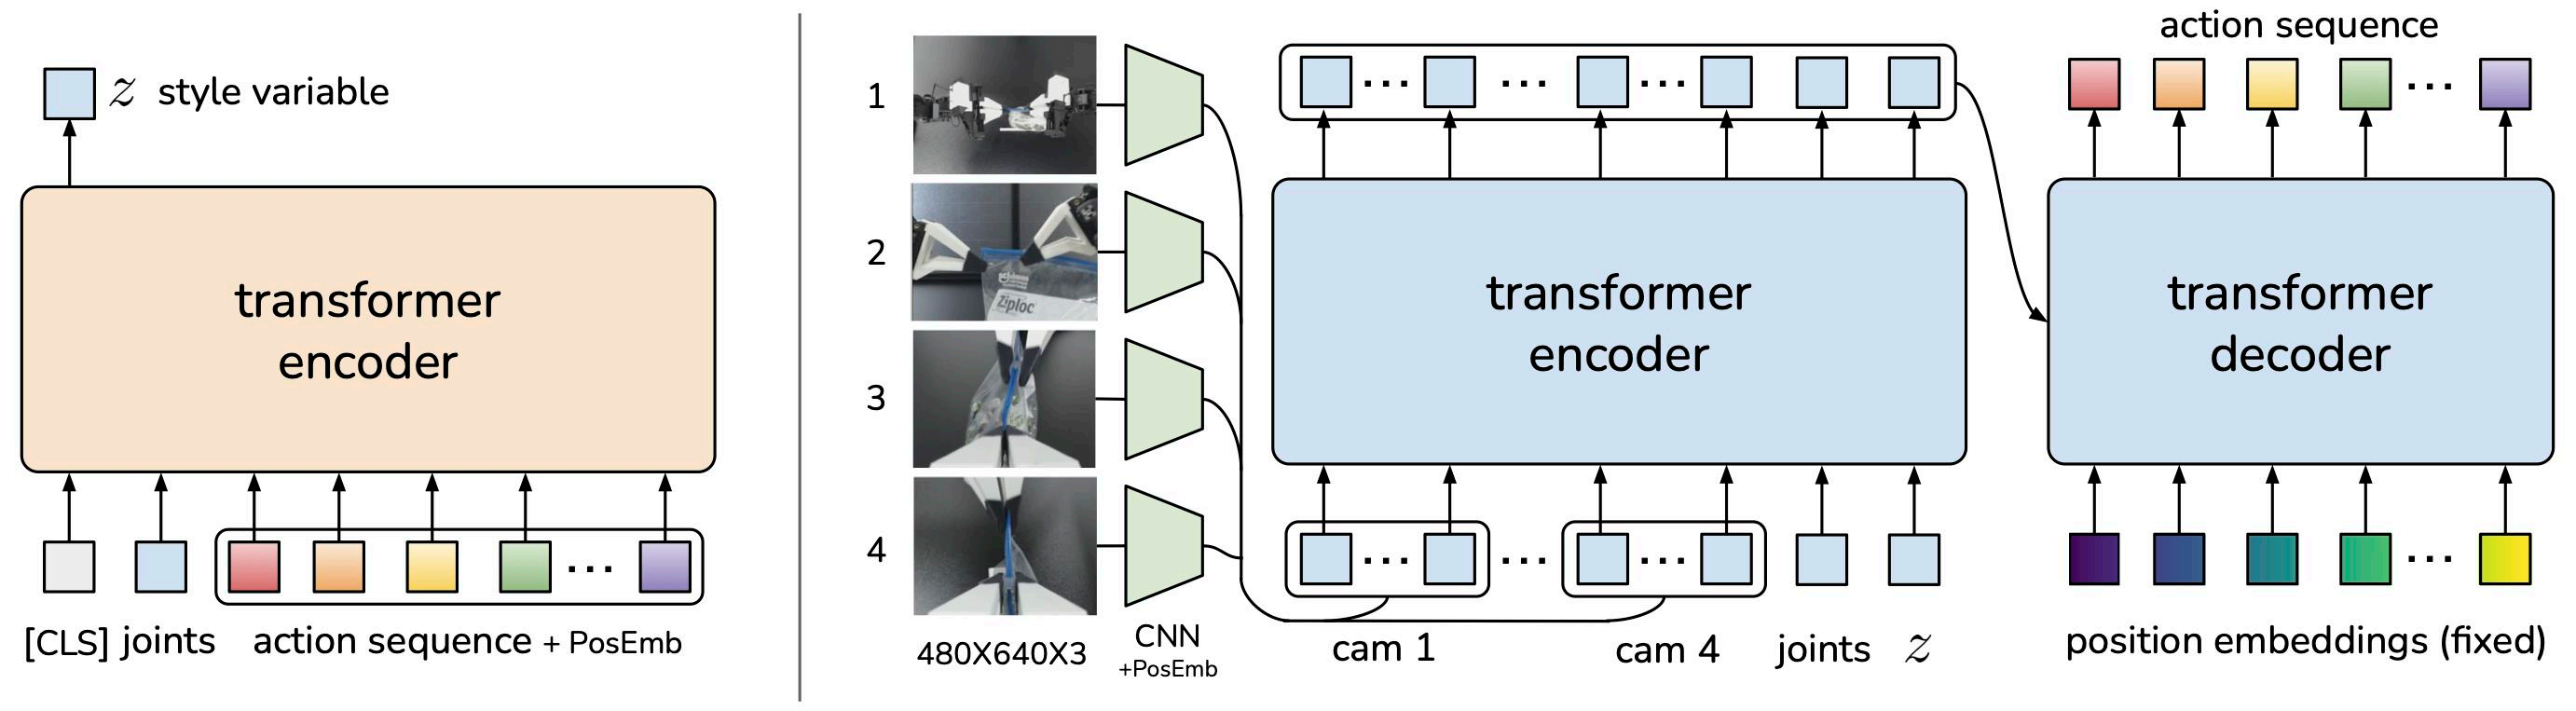 z style variable
transformer
encoder
[CLS] joints action sequence + PosEmb
1
2
3
4
Ziploc
480X640X3
CNN
+PosEmb
transformer
encoder
cam 1
cam 4
joints
z
action sequence
transformer
decoder
position embeddings (fixed)